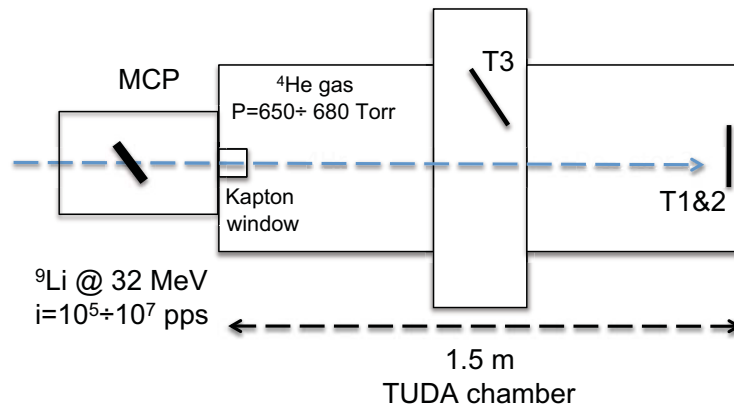 MCP
⁴He gas
P=650÷ 680 Torr
T3
Kapton
window
T1&2
⁹Li @ 32 MeV
i=10⁵÷10⁷ pps
1.5 m
TUDA chamber